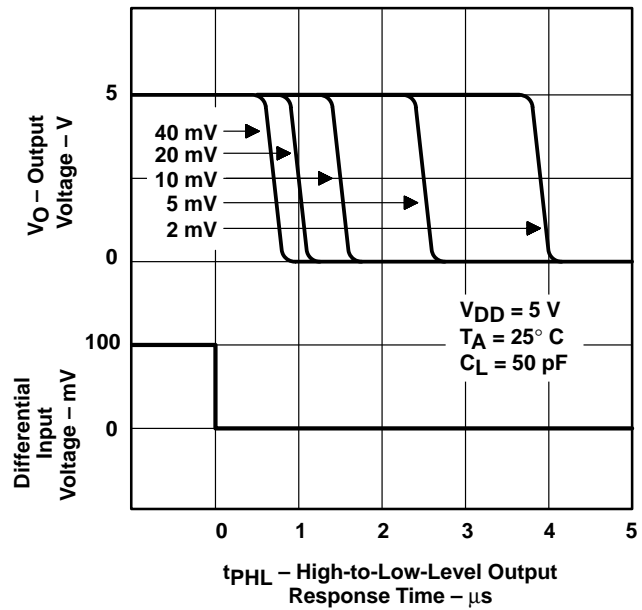 5
40 mV
20 mV
10 mV
5 mV
2 mV
0
VO – Output
Voltage – V
VDD = 5 V
TA = 25° C
CL = 50 pF
100
0
Differential
Input
Voltage – mV
0 1 2 3 4 5
tPHL – High-to-Low-Level Output
Response Time – μs